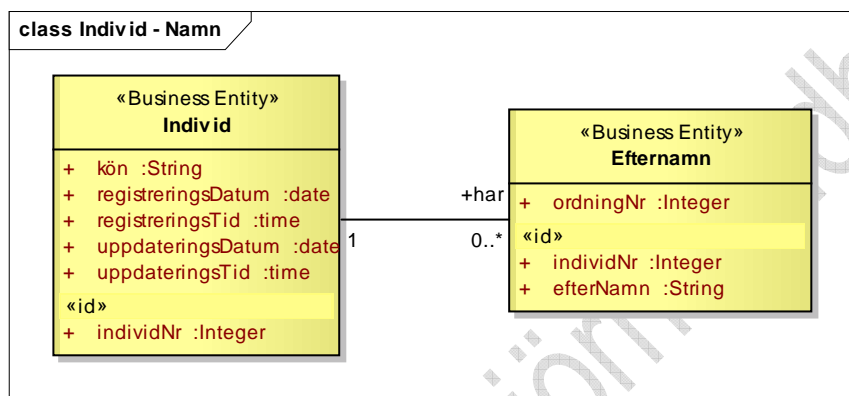 class Individ - Namn
«Business Entity»
Individ
+ kön :String
+ registreringsDatum :date
+ registreringsTid :time
+ uppdateringsDatum :date
+ uppdateringsTid :time
«id»
+ individNr :Integer
1
+har
0..*
«Business Entity»
Efternamn
+ ordningNr :Integer
«id»
+ individNr :Integer
+ efterNamn :String